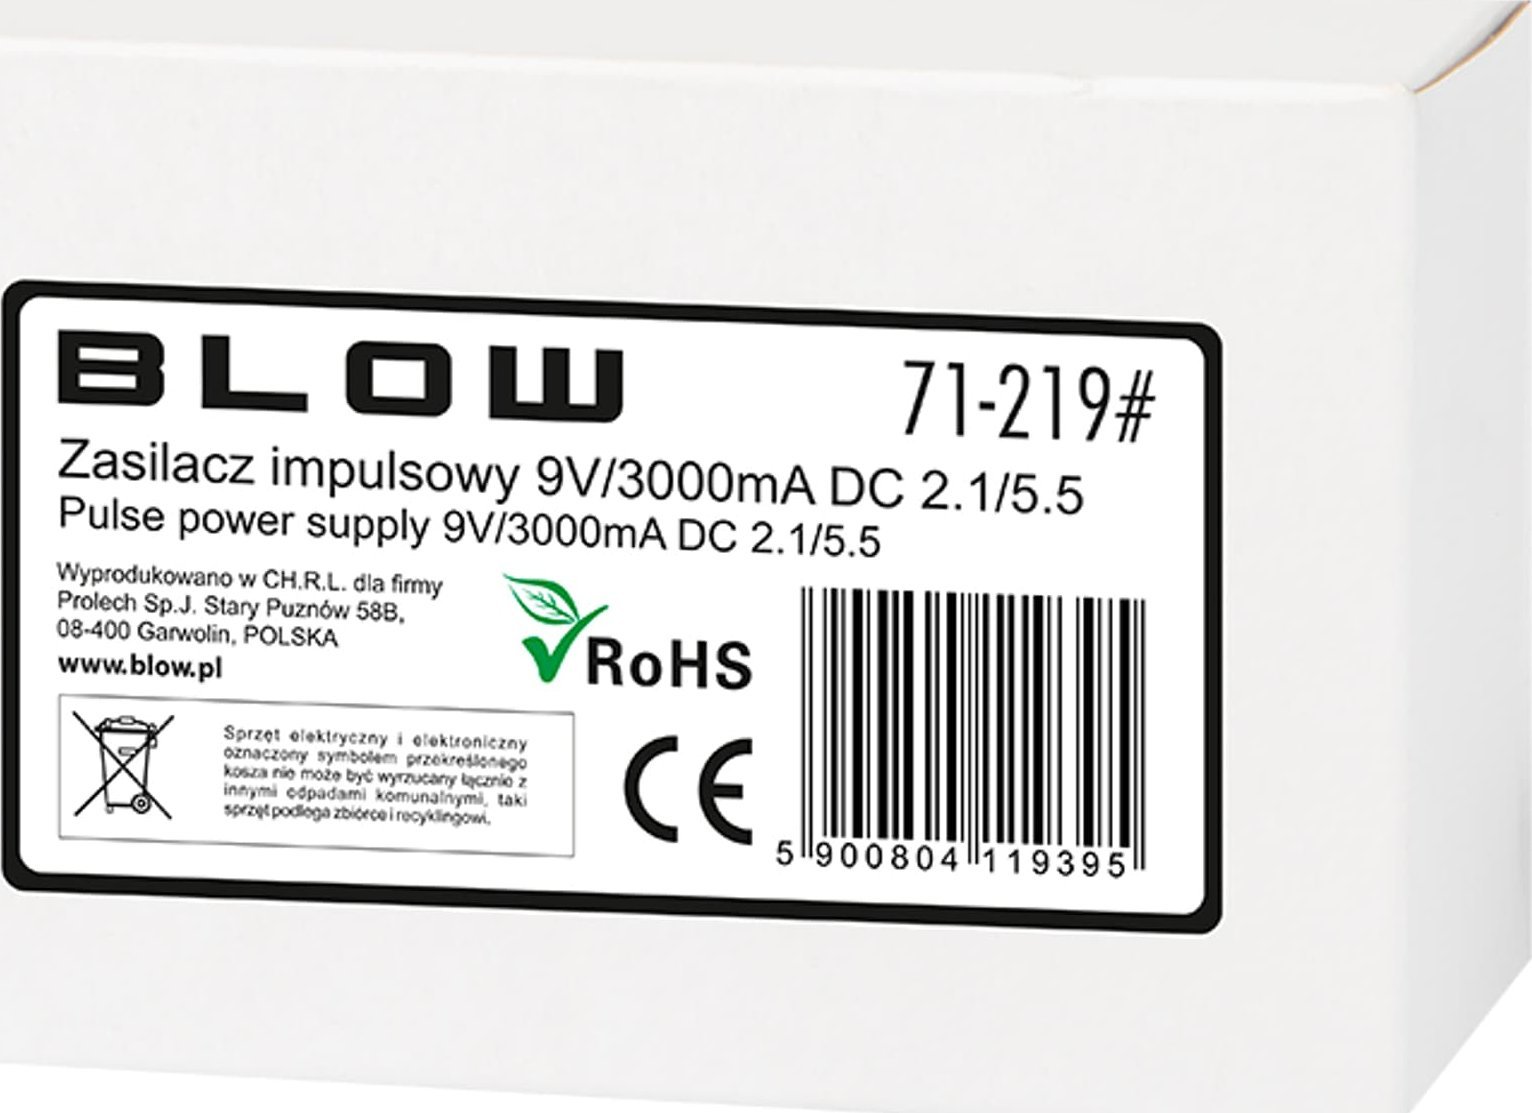 BLOW
71-219#
Zasilacz impulsowy 9V/3000mA DC 2.1/5.5
Pulse power supply 9V/3000mA DC 2.1/5.5
Wyprodukowano w CH.R.L. dla firmy
Prolech Sp.J. Stary Puznów 58B,
08-400 Garwolin, POLSKA
www.blow.pl
RoHS
Sprzęt elektryczny i elektroniczny
oznaczony symbolem przekreślonego
kosza nie może być wyrzucany łącznie z
innymi odpadami komunalnymi, taki
sprzęt podlega zbiórce i recyklingowi.
CE
5 900804 119395